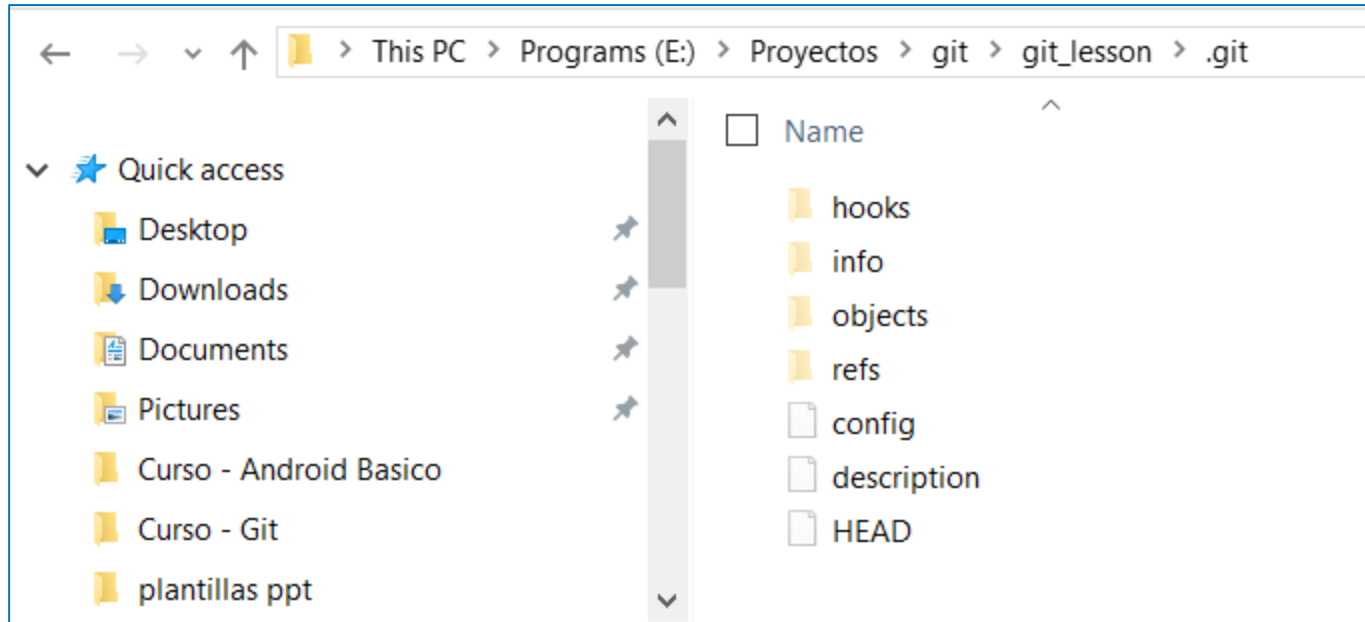 This PC > Programs (E:) > Proyectos > git > git_lesson > .git
Name
Quick access
Desktop
Downloads
Documents
Pictures
Curso - Android Basico
Curso - Git
plantillas ppt
hooks
info
objects
refs
config
description
HEAD